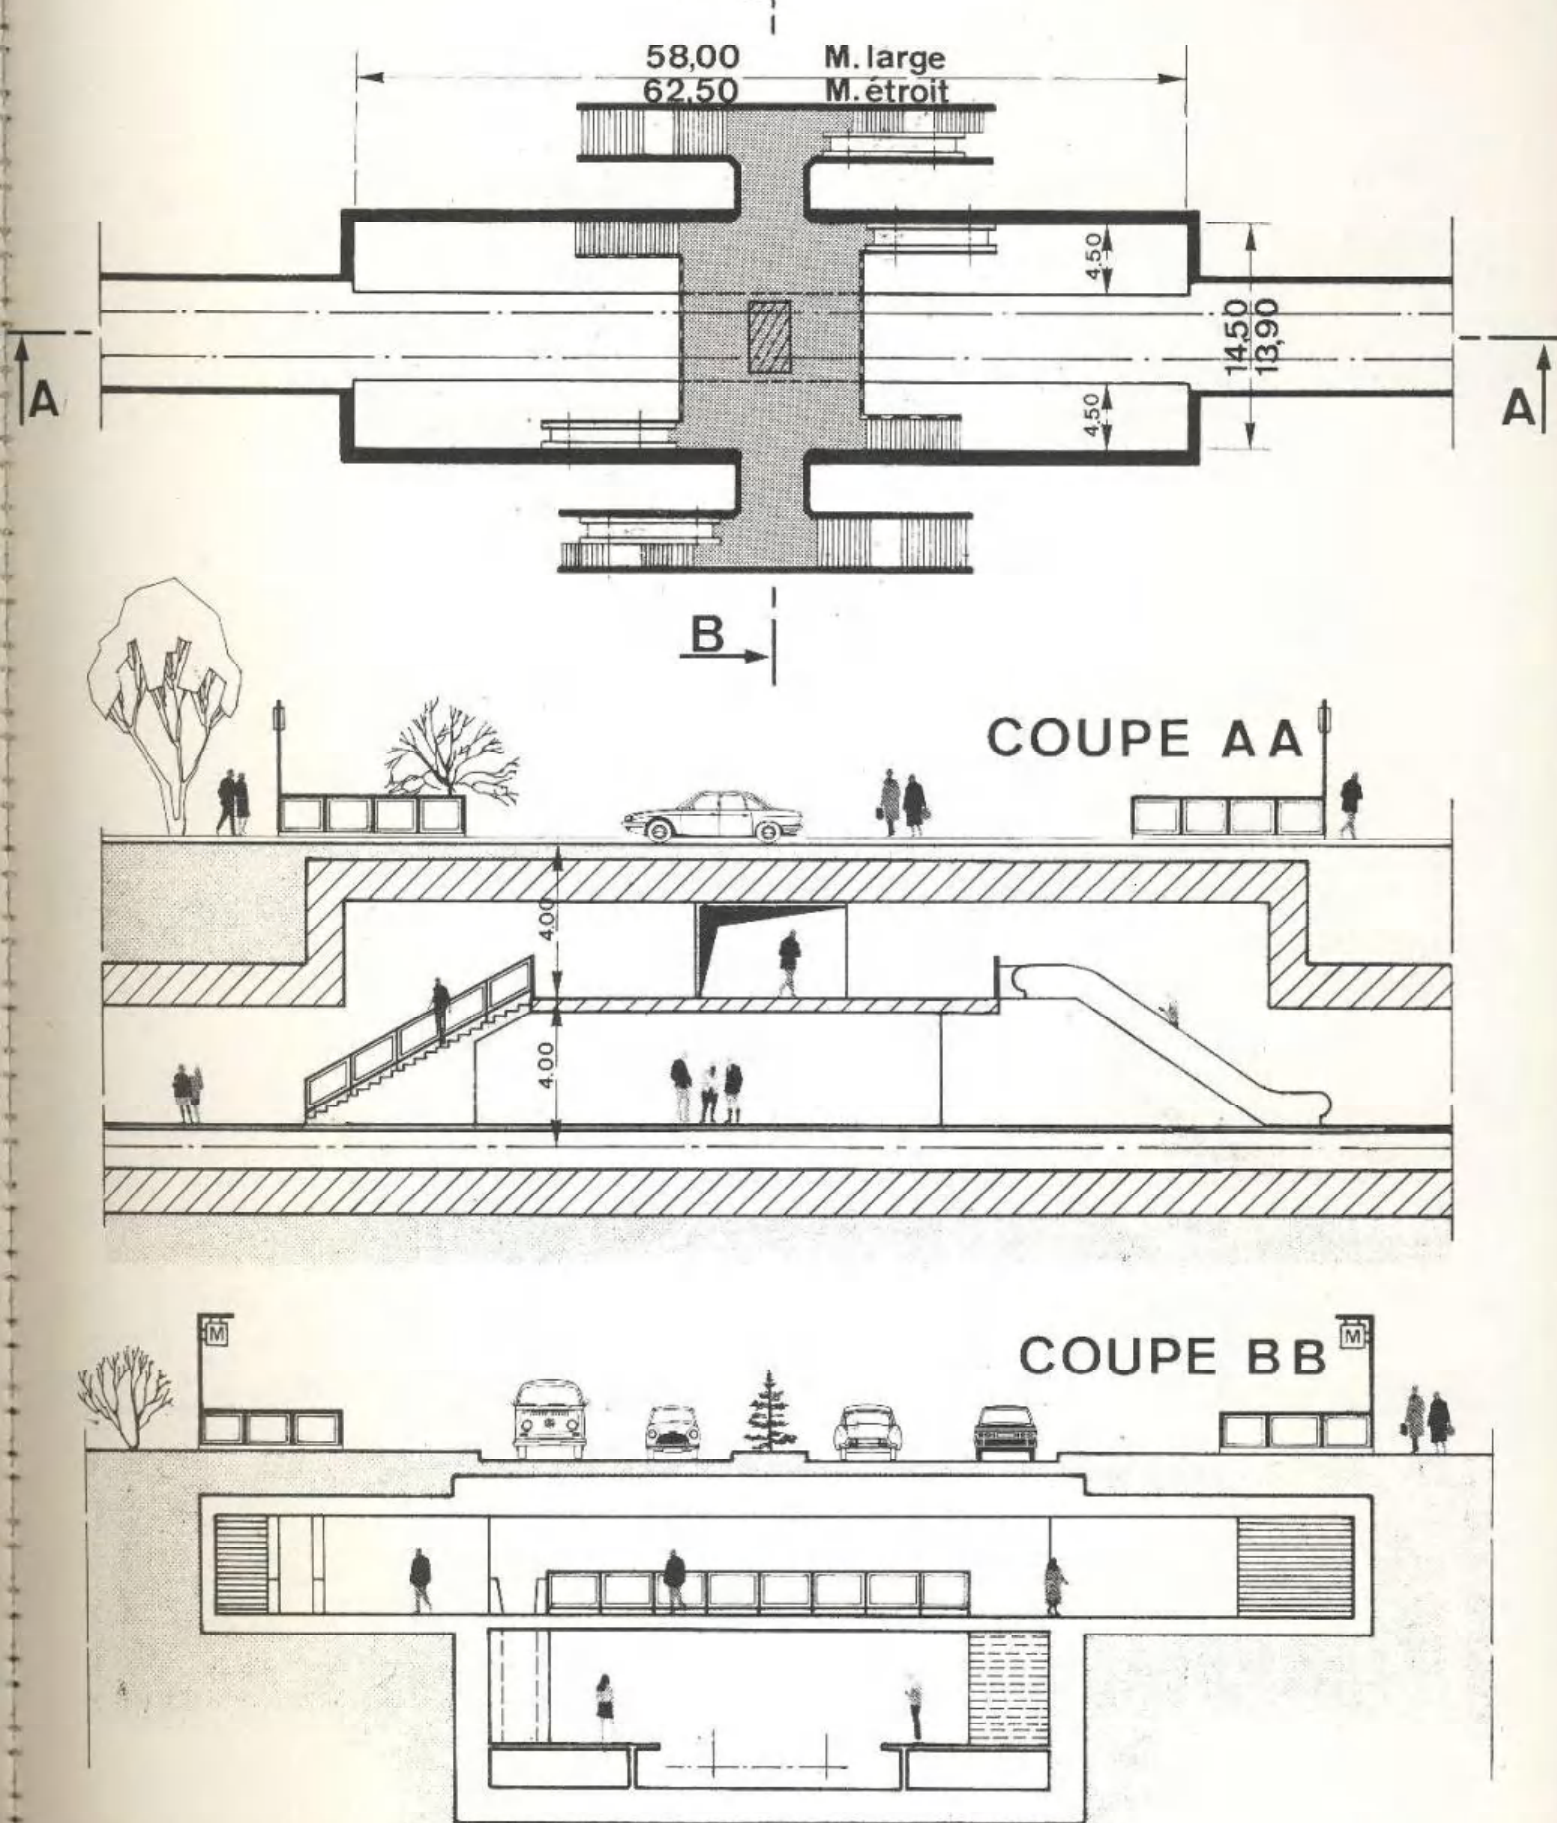 58,00 M. large
62,50 M. étroit
4.50
14,50
13,90
A
A
4.50
B
COUPE AA
4.00
4.00
M
M
COUPE BB